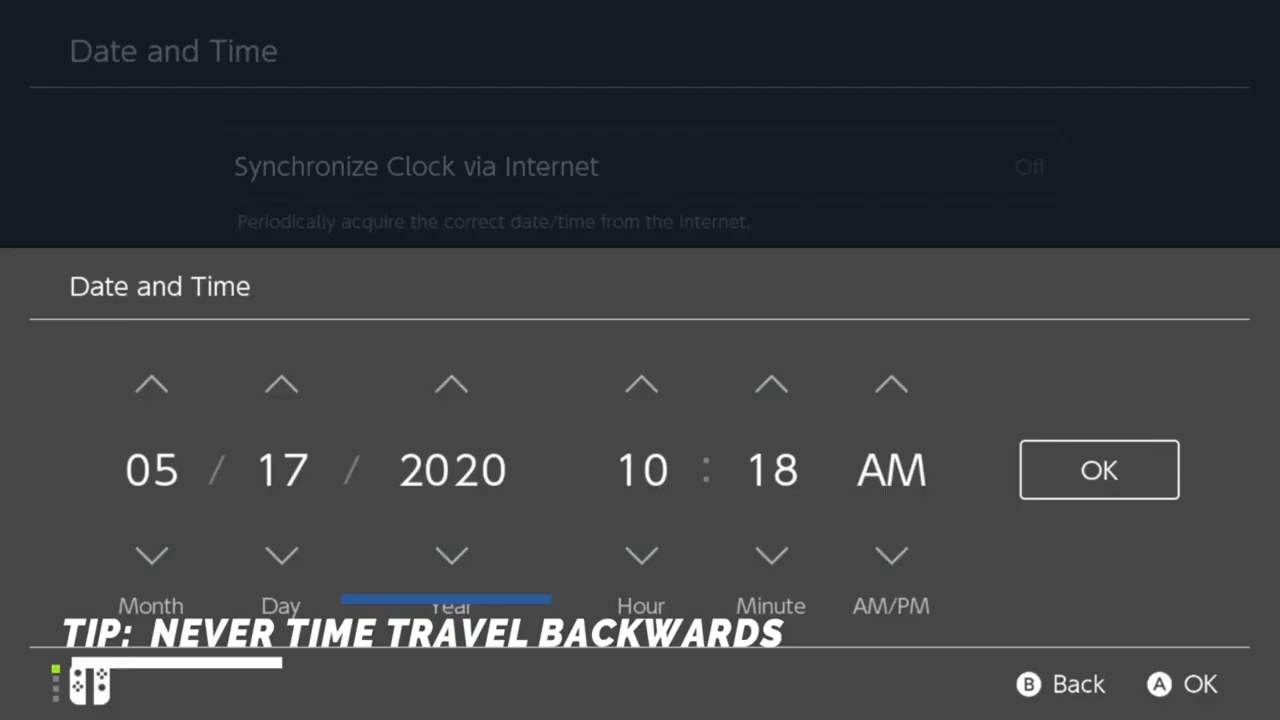 Date and Time
Synchronize Clock via Internet Off
Periodically acquire the correct date/time from the Internet.
Date and Time
05 / 17 / 2020 10 : 18 AM OK
Month Day Year Hour Minute AM/PM
TIP: NEVER TIME TRAVEL BACKWARDS
B Back A OK